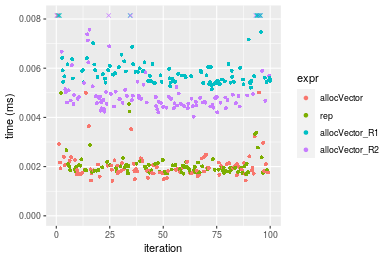 0.008
0.006
0.004
0.002
0.000
time (ms)
0
25
50
75
100
iteration
expr
allocVector
rep
allocVector_R1
allocVector_R2